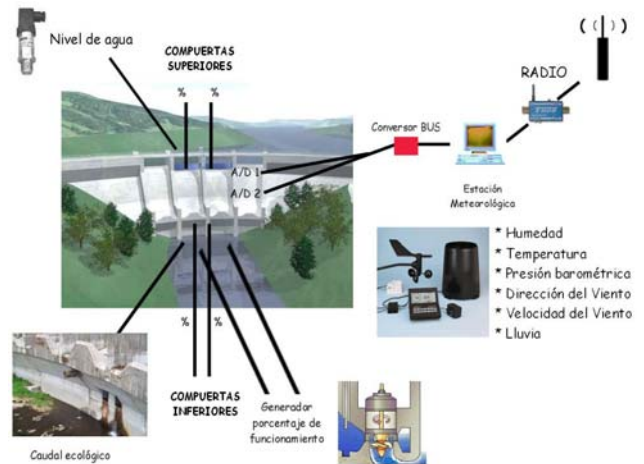 Nivel de agua
COMPUERTAS
SUPERIORES
%
%
RADIO
Conversor BUS
A/D 1
A/D 2
Estación
Meteorológica
* Humedad
* Temperatura
* Presión barométrica
* Dirección del Viento
* Velocidad del Viento
* Lluvia
%
%
COMPUERTAS
INFERIORES
Generador
porcentaje de
funcionamiento
Caudal ecológico